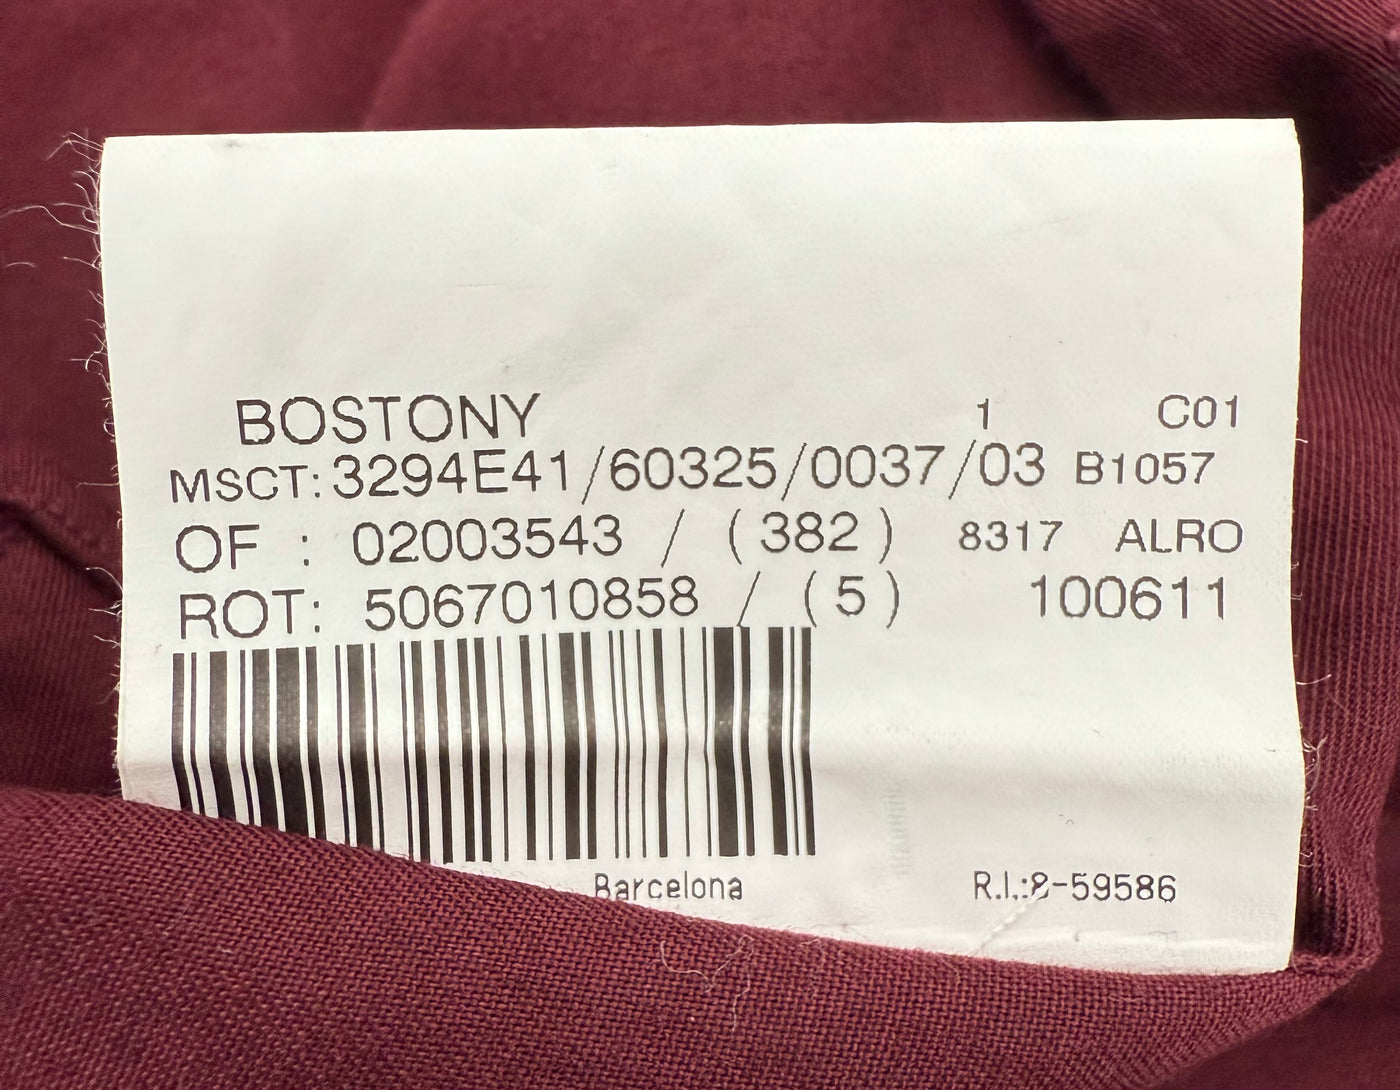 BOSTONY 1 C01
MSCT: 3294E41/60325/0037/03 B1057
OF : 02003543 / (382) 8317 ALRO
ROT: 5067010858 / (5) 100611
Barcelona R.I.:8-59586